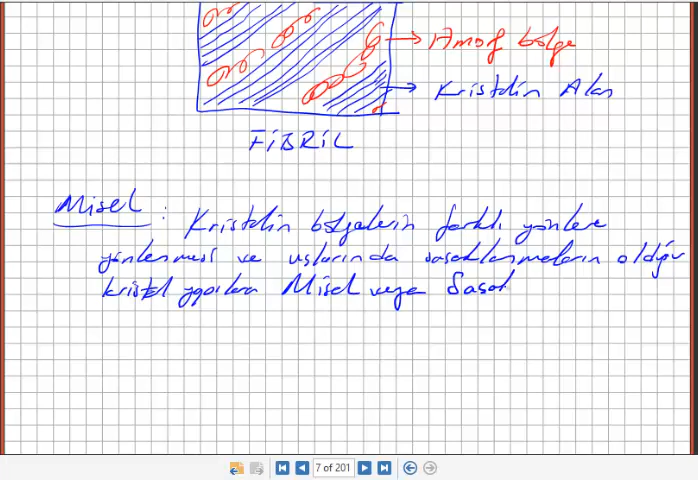 Amorf bölge
Kristalin Alan
FİBRİL
Misel : Kristalin bölgelerin farklı yönlere
yönlenmesi ve uçlarında saçaklanmaların olduğu
kristal yapılara Misel veya Saçak
7 of 201